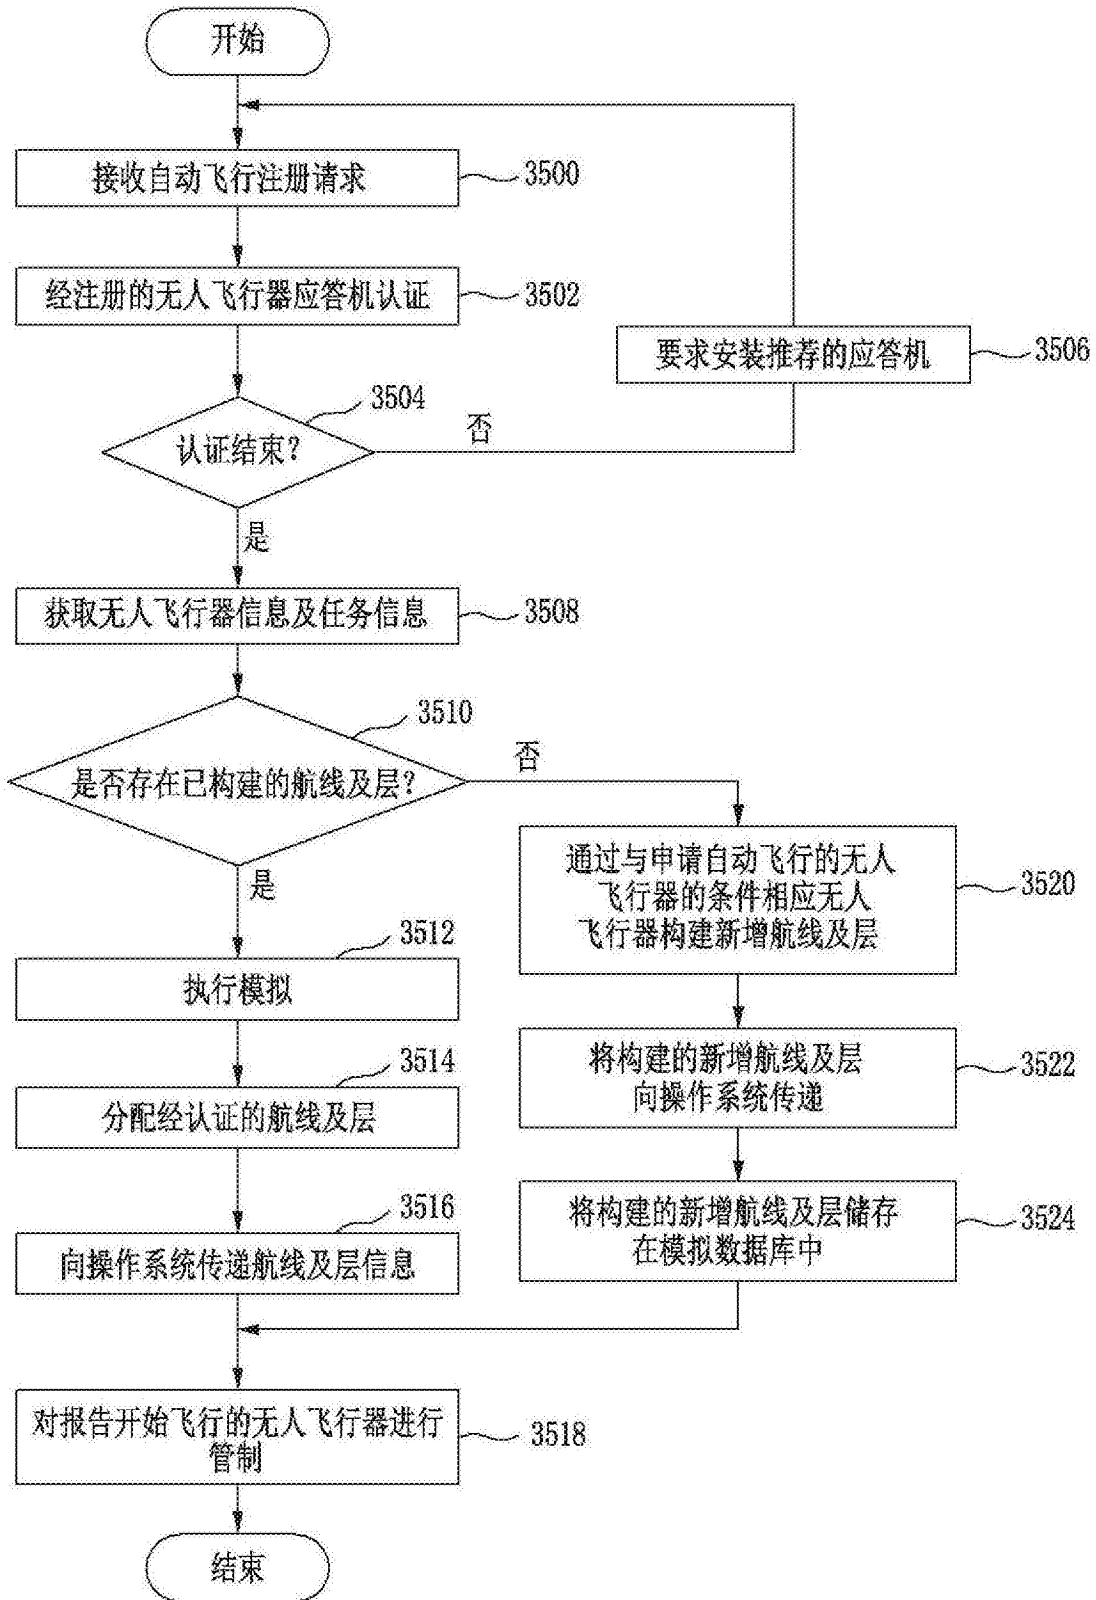 开始
接收自动飞行注册请求
3500
经注册的无人飞行器应答机认证
3502
要求安装推荐的应答机
3506
3504
认证结束?
否
是
获取无人飞行器信息及任务信息
3508
3510
是否存在已构建的航线及层?
否
是
通过与申请自动飞行的无人
飞行器的条件相应无人
飞行器构建新增航线及层
3520
3512
执行模拟
将构建的新增航线及层
向操作系统传递
3522
3514
分配经认证的航线及层
将构建的新增航线及层储存
在模拟数据库中
3524
3516
向操作系统传递航线及层信息
对报告开始飞行的无人飞行器进行
管制
3518
结束